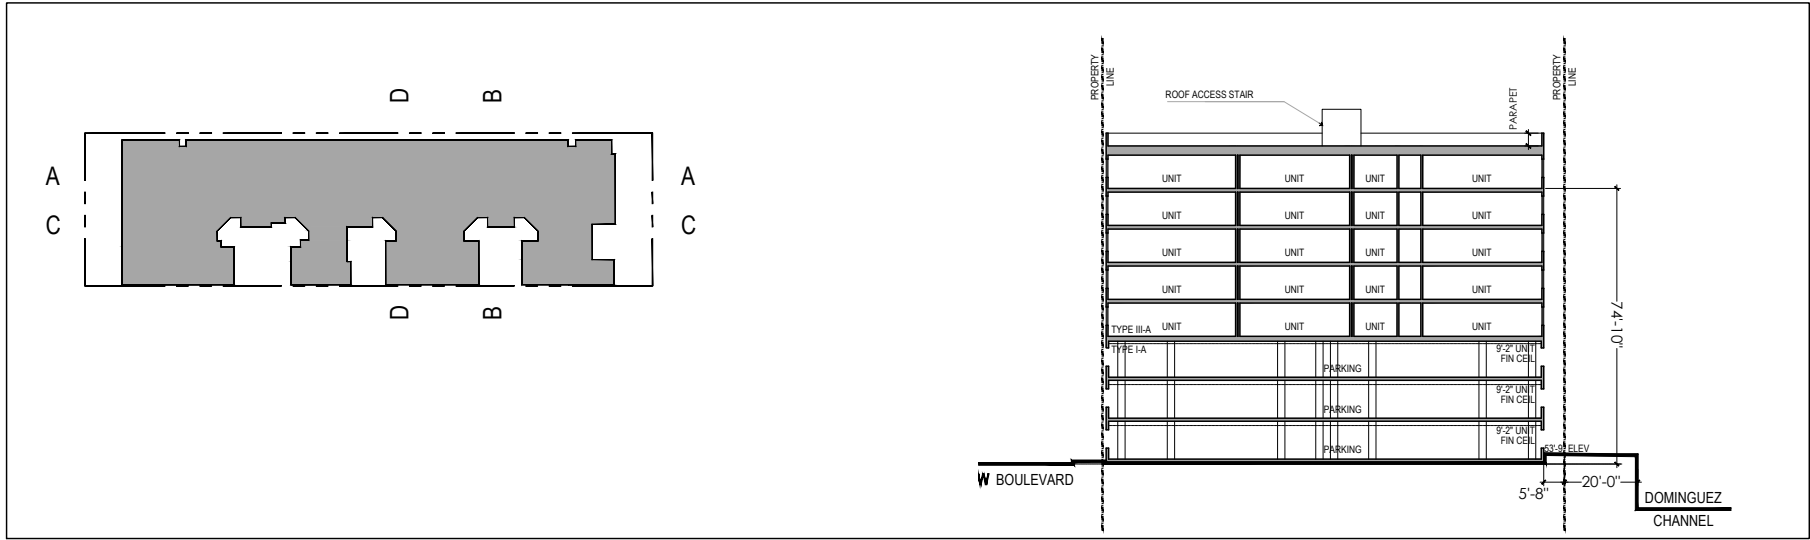 D B
A A
C C
D B
PROPERTY
LINE
PROPERTY
LINE
ROOF ACCESS STAIR
PARAPET
UNIT UNIT UNIT UNIT
UNIT UNIT UNIT UNIT
UNIT UNIT UNIT UNIT
UNIT UNIT UNIT UNIT
TYPE III-A UNIT UNIT UNIT UNIT
74'-10"
TYPE I-A
9'-2" UNIT
FIN CEIL
PARKING
9'-2" UNIT
FIN CEIL
PARKING
9'-2" UNIT
FIN CEIL
PARKING
53'-9" ELEV
W BOULEVARD
5'-8" 20'-0"
DOMINGUEZ
CHANNEL